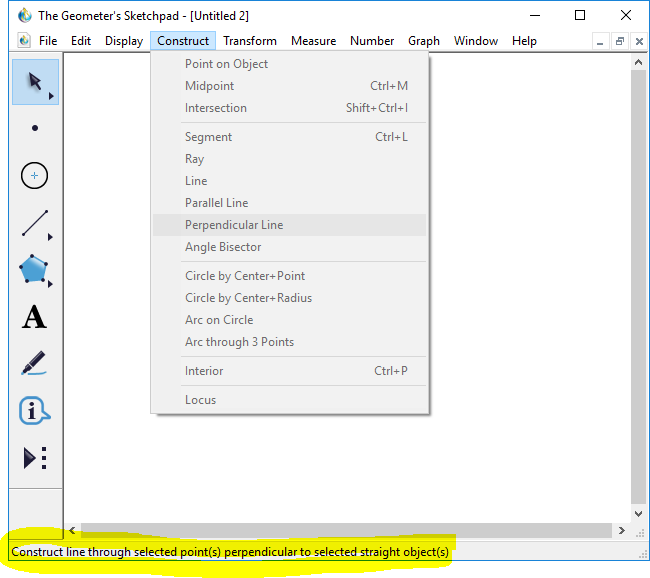 The Geometer's Sketchpad - [Untitled 2]
File Edit Display Construct Transform Measure Number Graph Window Help
Point on Object
Midpoint Ctrl+M
Intersection Shift+Ctrl+I
Segment Ctrl+L
Ray
Line
Parallel Line
Perpendicular Line
Angle Bisector
Circle by Center+Point
Circle by Center+Radius
Arc on Circle
Arc through 3 Points
Interior Ctrl+P
Locus
A
Construct line through selected point(s) perpendicular to selected straight object(s)